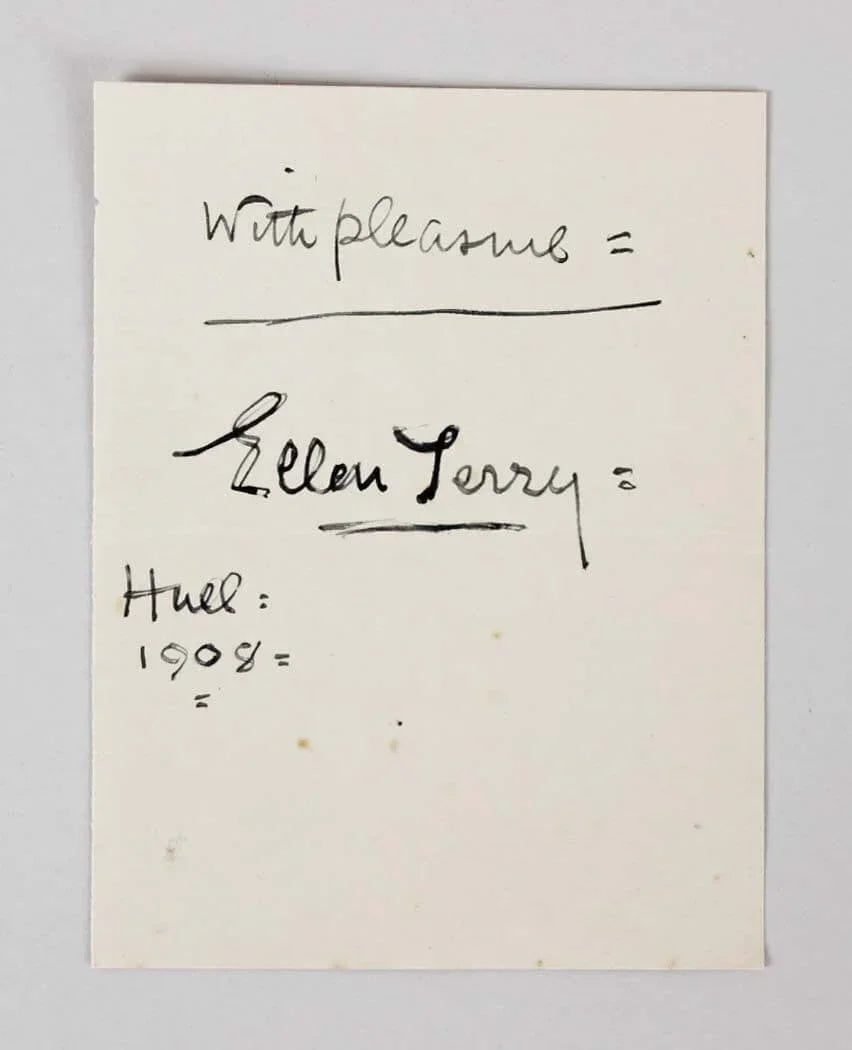 With pleasure =
Ellen Terry =
Hull :
1908 =
=